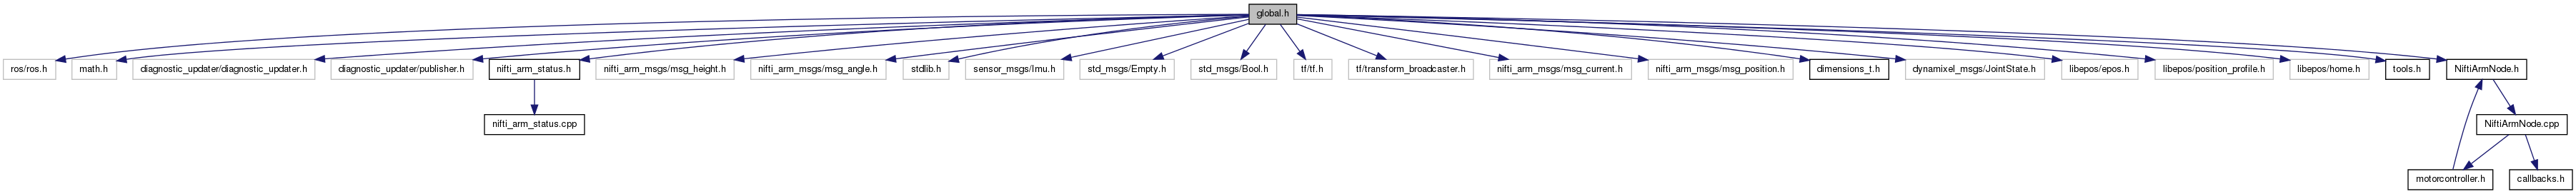 global.h
ros/ros.h
math.h
diagnostic_updater/diagnostic_updater.h
diagnostic_updater/publisher.h
nifti_arm_status.h
nifti_arm_msgs/msg_height.h
nifti_arm_msgs/msg_angle.h
stdlib.h
sensor_msgs/Imu.h
std_msgs/Empty.h
std_msgs/Bool.h
tf/tf.h
tf/transform_broadcaster.h
nifti_arm_msgs/msg_current.h
nifti_arm_msgs/msg_position.h
dimensions_t.h
dynamixel_msgs/JointState.h
libepos/epos.h
libepos/position_profile.h
libepos/home.h
tools.h
NiftiArmNode.h
nifti_arm_status.cpp
NiftiArmNode.cpp
motorcontroller.h
callbacks.h